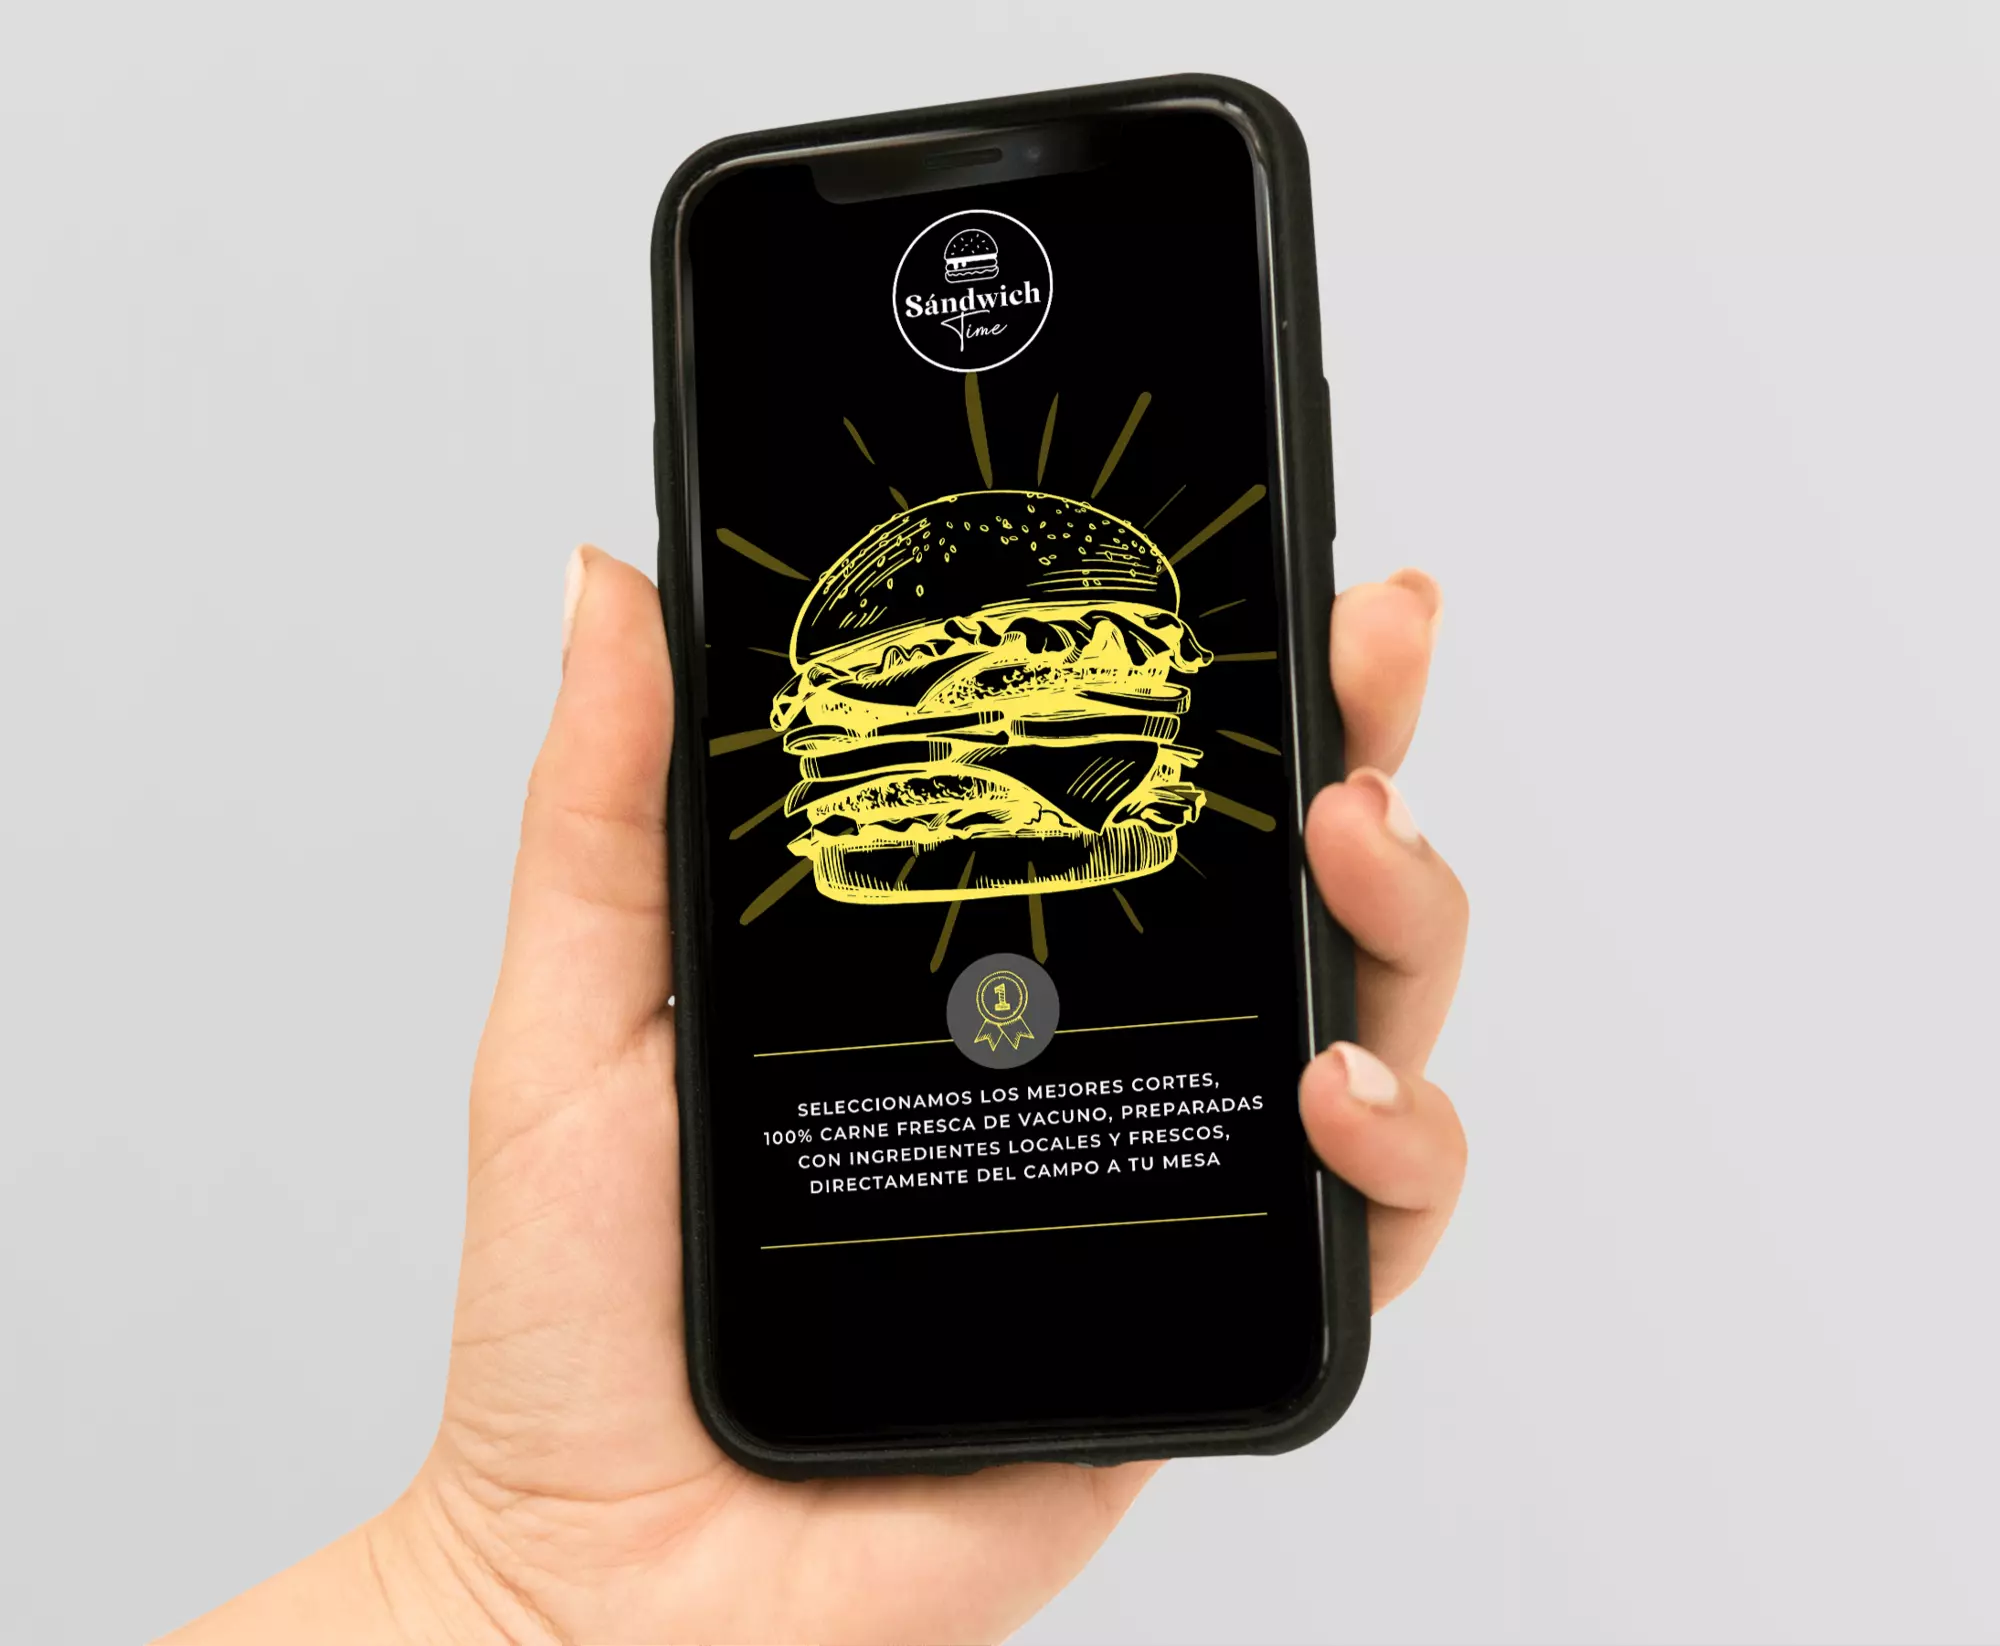 Sándwich
Time
1
SELECCIONAMOS LOS MEJORES CORTES,
100% CARNE FRESCA DE VACUNO, PREPARADAS
CON INGREDIENTES LOCALES Y FRESCOS,
DIRECTAMENTE DEL CAMPO A TU MESA